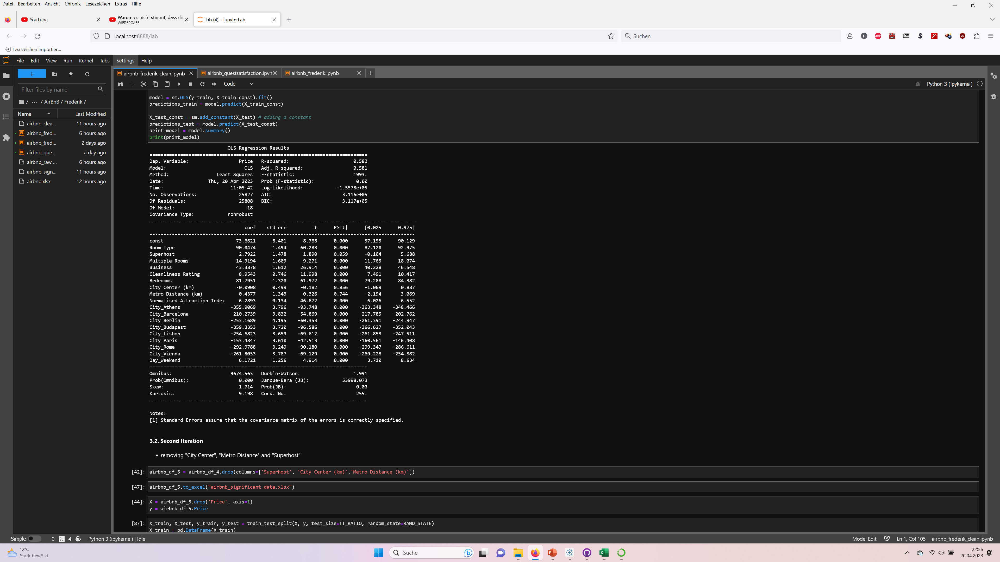 Datei Bearbeiten Ansicht Chronik Lesezeichen Extras Hilfe
YouTube
Warum es nicht stimmt, dass die
WIEDERGABE
lab (4) - JupyterLab
localhost:8888/lab
Suchen
Lesezeichen importier...
File Edit View Run Kernel Tabs Settings Help
airbnb_frederik_clean.ipynb
airbnb_guestsatisfaction.ipyn
airbnb_frederik.ipynb
Code
Python 3 (ipykernel)
Filter files by name
/ ··· / AirBnB / Frederik /
Name Last Modified
airbnb_clea... 11 hours ago
airbnb_fred... 6 hours ago
airbnb_fred... 2 days ago
airbnb_gue... a day ago
airbnb_raw ... 6 hours ago
airbnb_sign... 11 hours ago
airbnb.xlsx 12 hours ago
model = sm.OLS(y_train, X_train_const).fit()
predictions_train = model.predict(X_train_const)
X_test_const = sm.add_constant(X_test) # adding a constant
predictions_test = model.predict(X_test_const)
print_model = model.summary()
print(print_model)
OLS Regression Results
==============================================================================
Dep. Variable: Price R-squared: 0.582
Model: OLS Adj. R-squared: 0.581
Method: Least Squares F-statistic: 1993.
Date: Thu, 20 Apr 2023 Prob (F-statistic): 0.00
Time: 11:05:42 Log-Likelihood: -1.5578e+05
No. Observations: 25827 AIC: 3.116e+05
Df Residuals: 25808 BIC: 3.117e+05
Df Model: 18
Covariance Type: nonrobust
===============================================================================================
coef std err t P>|t| [0.025 0.975]
-----------------------------------------------------------------------------------------------
const 73.6621 8.401 8.768 0.000 57.195 90.129
Room Type 90.0474 1.494 60.288 0.000 87.120 92.975
Superhost 2.7922 1.478 1.890 0.059 -0.104 5.688
Multiple Rooms 14.9194 1.609 9.271 0.000 11.765 18.074
Business 43.3878 1.612 26.914 0.000 40.228 46.548
Cleanliness Rating 8.9543 0.746 11.998 0.000 7.491 10.417
Bedrooms 81.7951 1.320 61.972 0.000 79.208 84.382
City Center (km) -0.0908 0.499 -0.182 0.856 -1.069 0.887
Metro Distance (km) 0.4377 1.343 0.326 0.744 -2.194 3.069
Normalised Attraction Index 6.2893 0.134 46.872 0.000 6.026 6.552
City_Athens -355.9069 3.796 -93.748 0.000 -363.348 -348.466
City_Barcelona -210.2739 3.832 -54.869 0.000 -217.785 -202.762
City_Berlin -253.1689 4.195 -60.353 0.000 -261.391 -244.947
City_Budapest -359.3353 3.720 -96.586 0.000 -366.627 -352.043
City_Lisbon -254.6823 3.659 -69.612 0.000 -261.853 -247.511
City_Paris -153.4847 3.610 -42.513 0.000 -160.561 -146.408
City_Rome -292.9788 3.249 -90.180 0.000 -299.347 -286.611
City_Vienna -261.8053 3.787 -69.129 0.000 -269.228 -254.382
Day_Weekend 6.1721 1.256 4.914 0.000 3.710 8.634
==============================================================================
Omnibus: 9674.563 Durbin-Watson: 1.991
Prob(Omnibus): 0.000 Jarque-Bera (JB): 53998.073
Skew: 1.714 Prob(JB): 0.00
Kurtosis: 9.198 Cond. No. 255.
==============================================================================
Notes:
[1] Standard Errors assume that the covariance matrix of the errors is correctly specified.
3.2. Second Iteration
• removing "City Center", "Metro Distance" and "Superhost"
[42]: airbnb_df_5 = airbnb_df_4.drop(columns=['Superhost', 'City Center (km)','Metro Distance (km)'])
[47]: airbnb_df_5.to_excel("airbnb_significant data.xlsx")
[44]: X = airbnb_df_5.drop('Price', axis=1)
y = airbnb_df_5.Price
[87]: X_train, X_test, y_train, y_test = train_test_split(X, y, test_size=TT_RATIO, random_state=RAND_STATE)
X_train = pd.DataFrame(X_train)
Simple 0 4 Python 3 (ipykernel) | Idle
Mode: Edit Ln 1, Col 105 airbnb_frederik_clean.ipynb
12°C
Stark bewölkt
Suche
22:56
20.04.2023